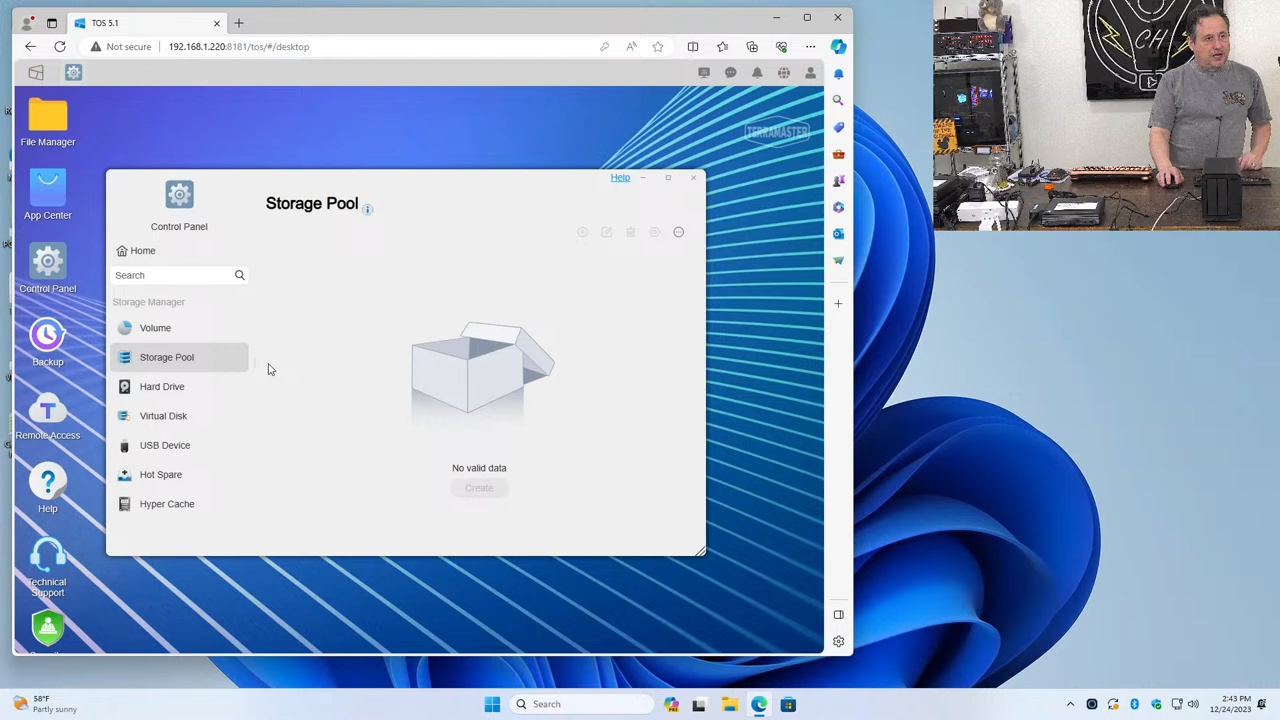 TOS 5.1
Not secure
192.168.1.220:8181/tos/#/desktop
File Manager
App Center
Control Panel
Backup
Remote Access
Help
Technical
Support
TERRAMASTER
Help
Control Panel
Storage Pool
Home
Search
Storage Manager
Volume
Storage Pool
Hard Drive
Virtual Disk
USB Device
Hot Spare
Hyper Cache
No valid data
Create
CHI
58°F
Partly sunny
Search
2:43 PM
12/24/2023